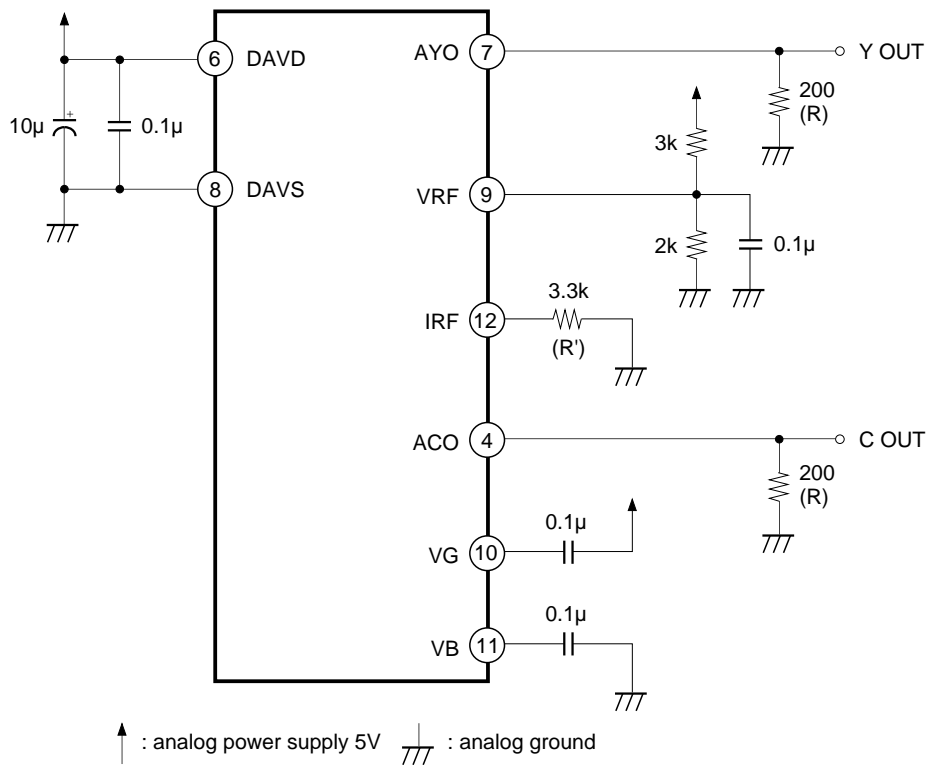 6 DAVD
10µ
+
0.1µ
8 DAVS
AYO 7
Y OUT
200
(R)
3k
VRF 9
2k
0.1µ
IRF 12
3.3k
(R')
ACO 4
C OUT
200
(R)
VG 10
0.1µ
VB 11
0.1µ
: analog power supply 5V
: analog ground